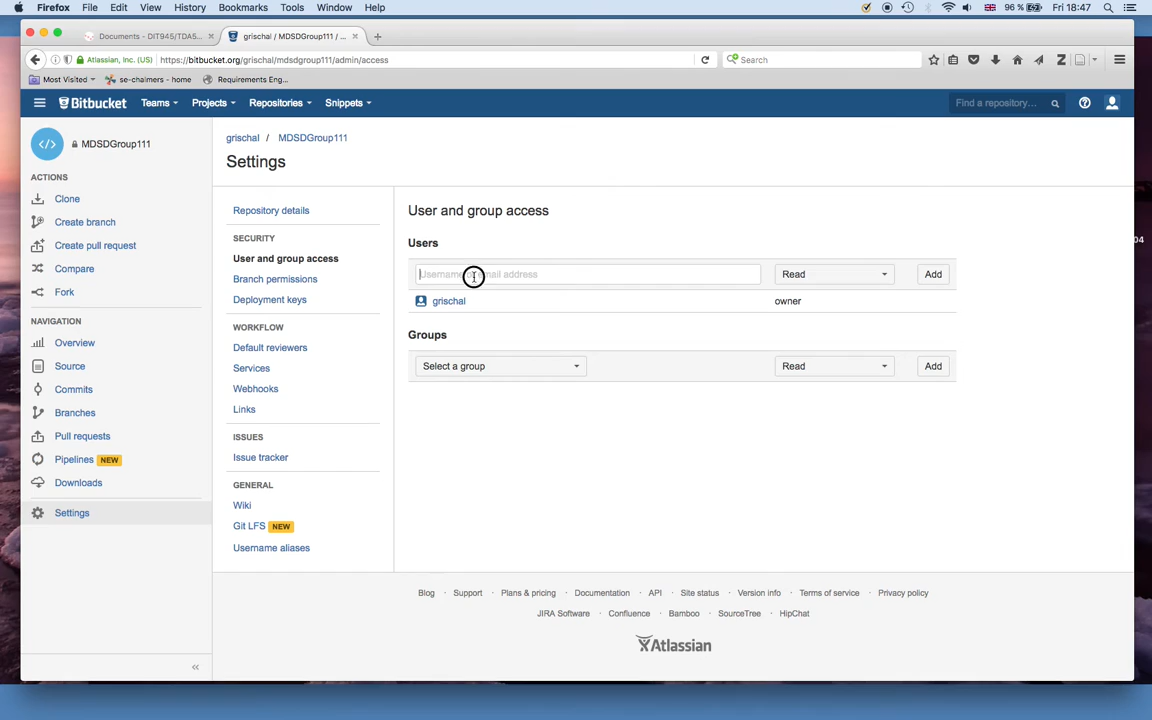 Firefox File Edit View History Bookmarks Tools Window Help 96 % Fri 18:47
Documents - DIT945/TDA5... × grischal / MDSDGroup111 / ... × +
Atlassian, Inc. (US) https://bitbucket.org/grischal/mdsdgroup111/admin/access Search
Most Visited se-chalmers - home Requirements Eng...
Bitbucket Teams Projects Repositories Snippets Find a repository...
MDSDGroup111
ACTIONS
Clone
Create branch
Create pull request
Compare
Fork
NAVIGATION
Overview
Source
Commits
Branches
Pull requests
Pipelines NEW
Downloads
Settings
grischal / MDSDGroup111
Settings
Repository details
SECURITY
User and group access
Branch permissions
Deployment keys
WORKFLOW
Default reviewers
Services
Webhooks
Links
ISSUES
Issue tracker
GENERAL
Wiki
Git LFS NEW
Username aliases
User and group access
Users
Username or email address Read Add
grischal owner
Groups
Select a group Read Add
Blog · Support · Plans & pricing · Documentation · API · Site status · Version info · Terms of service · Privacy policy
JIRA Software · Confluence · Bamboo · SourceTree · HipChat
Atlassian
04